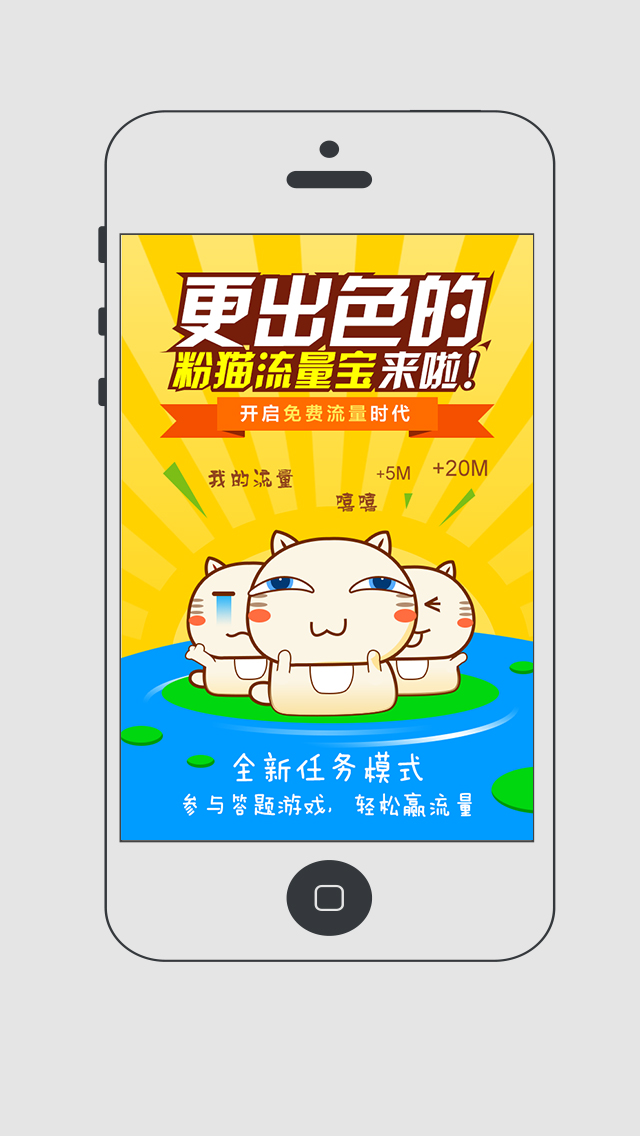 更出色的
粉猫流量宝来啦!
开启免费流量时代
我的流量
+5M
+20M
嘻嘻
全新任务模式
参与答题游戏,轻松赢流量